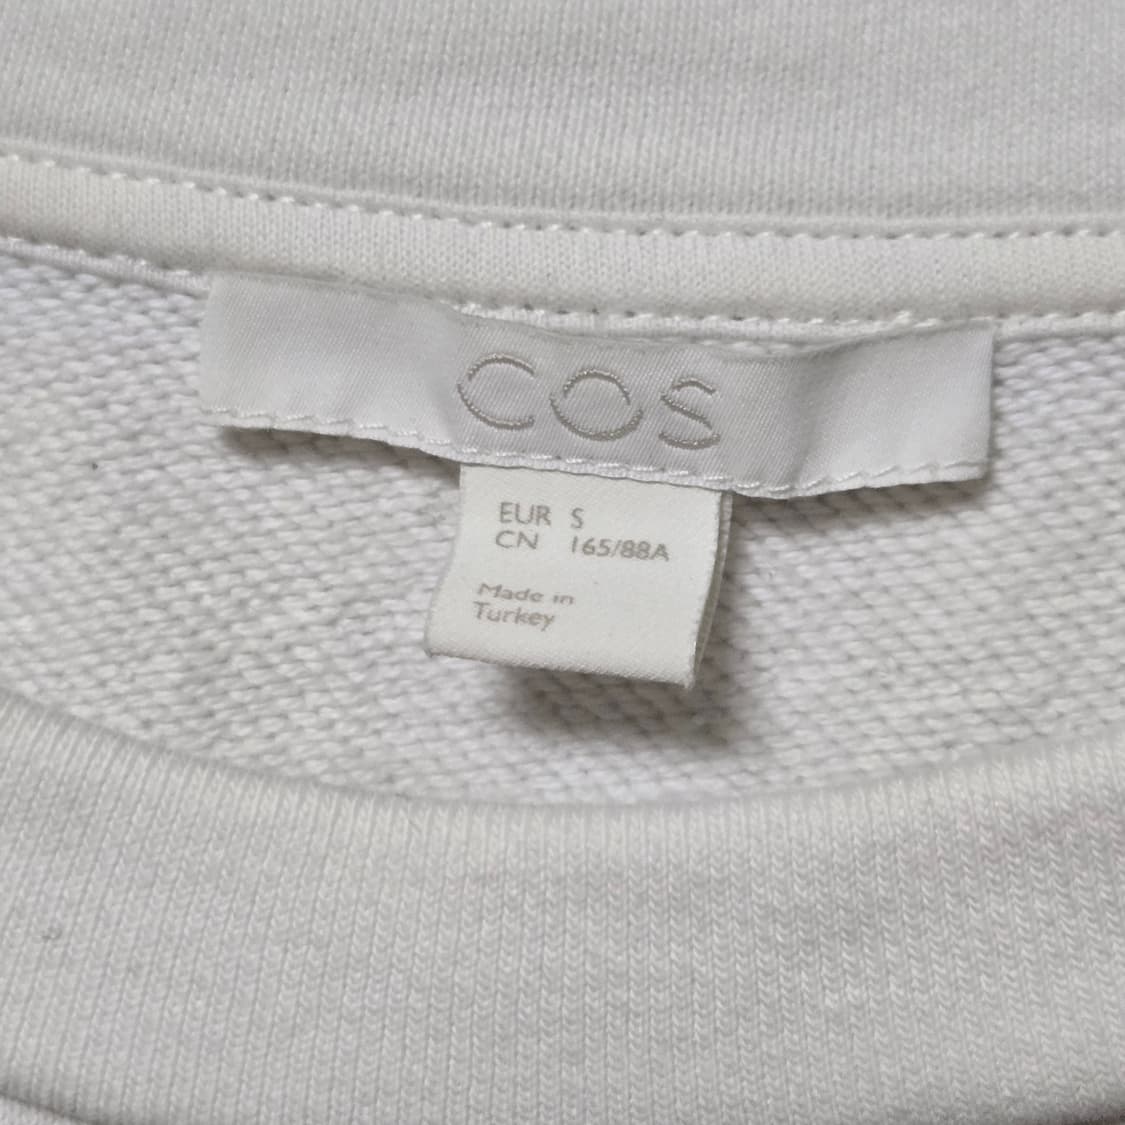 COS
EUR S
CN 165/88A
Made in
Turkey